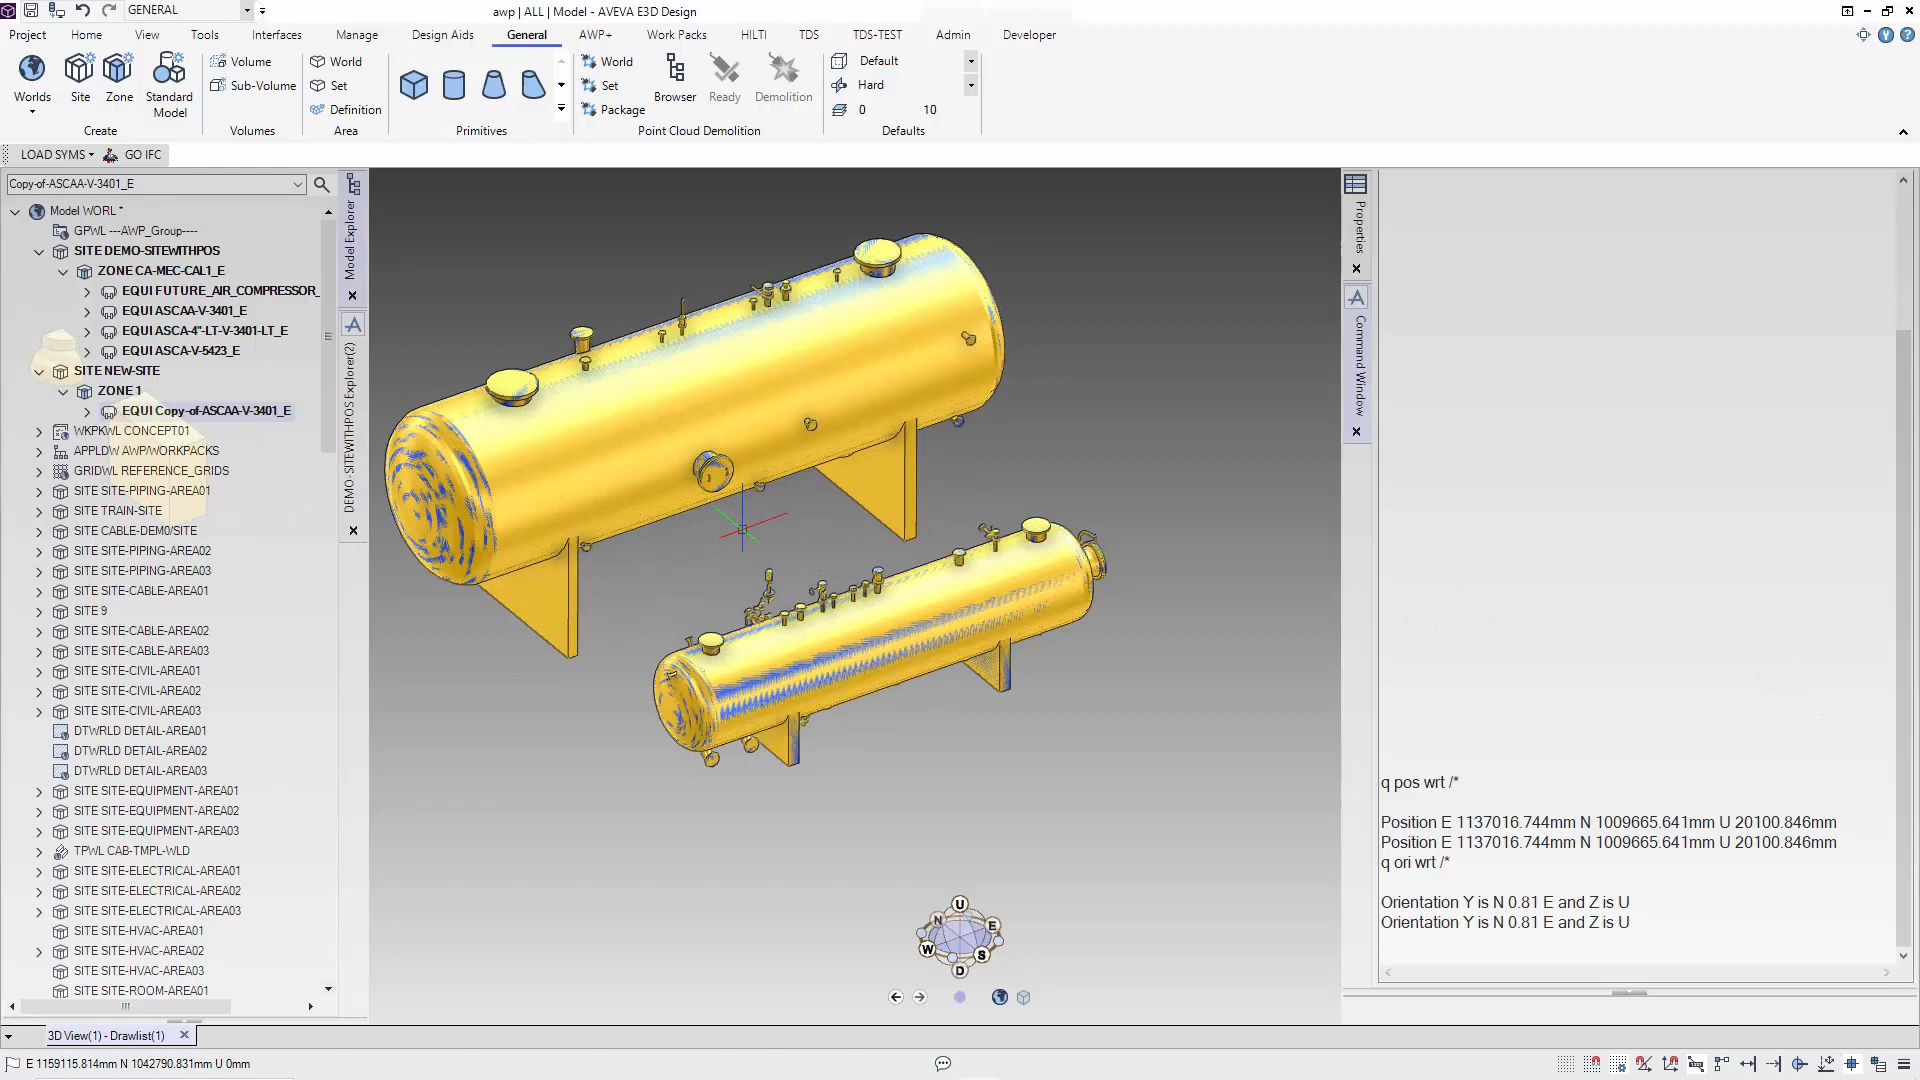 GENERAL
awp | ALL | Model - AVEVA E3D Design
Project Home View Tools Interfaces Manage Design Aids General AWP+ Work Packs HILTI TDS TDS-TEST Admin Developer
Worlds
Site
Zone
Standard
Model
Create
Volume
Sub-Volume
Volumes
World
Set
Definition
Area
Primitives
World
Set
Package
Browser
Ready
Demolition
Point Cloud Demolition
Default
Hard
0 10
Defaults
LOAD SYMS GO IFC
Copy-of-ASCAA-V-3401_E
Model WORL *
GPWL ---AWP_Group----
SITE DEMO-SITEWITHPOS
ZONE CA-MEC-CAL1_E
EQUI FUTURE_AIR_COMPRESSOR_
EQUI ASCAA-V-3401_E
EQUI ASCA-4"-LT-V-3401-LT_E
EQUI ASCA-V-5423_E
SITE NEW-SITE
ZONE 1
EQUI Copy-of-ASCAA-V-3401_E
WKPKWL CONCEPT01
APPLDW AWP/WORKPACKS
GRIDWL REFERENCE_GRIDS
SITE SITE-PIPING-AREA01
SITE TRAIN-SITE
SITE CABLE-DEM0/SITE
SITE SITE-PIPING-AREA02
SITE SITE-PIPING-AREA03
SITE SITE-CABLE-AREA01
SITE 9
SITE SITE-CABLE-AREA02
SITE SITE-CABLE-AREA03
SITE SITE-CIVIL-AREA01
SITE SITE-CIVIL-AREA02
SITE SITE-CIVIL-AREA03
DTWRLD DETAIL-AREA01
DTWRLD DETAIL-AREA02
DTWRLD DETAIL-AREA03
SITE SITE-EQUIPMENT-AREA01
SITE SITE-EQUIPMENT-AREA02
SITE SITE-EQUIPMENT-AREA03
TPWL CAB-TMPL-WLD
SITE SITE-ELECTRICAL-AREA01
SITE SITE-ELECTRICAL-AREA02
SITE SITE-ELECTRICAL-AREA03
SITE SITE-HVAC-AREA01
SITE SITE-HVAC-AREA02
SITE SITE-HVAC-AREA03
SITE SITE-ROOM-AREA01
Model Explorer
DEMO-SITEWITHPOS Explorer(2)
U
N
E
W
S
D
Properties
Command Window
q pos wrt /*
Position E 1137016.744mm N 1009665.641mm U 20100.846mm
Position E 1137016.744mm N 1009665.641mm U 20100.846mm
q ori wrt /*
Orientation Y is N 0.81 E and Z is U
Orientation Y is N 0.81 E and Z is U
3D View(1) - Drawlist(1)
E 1159115.814mm N 1042790.831mm U 0mm